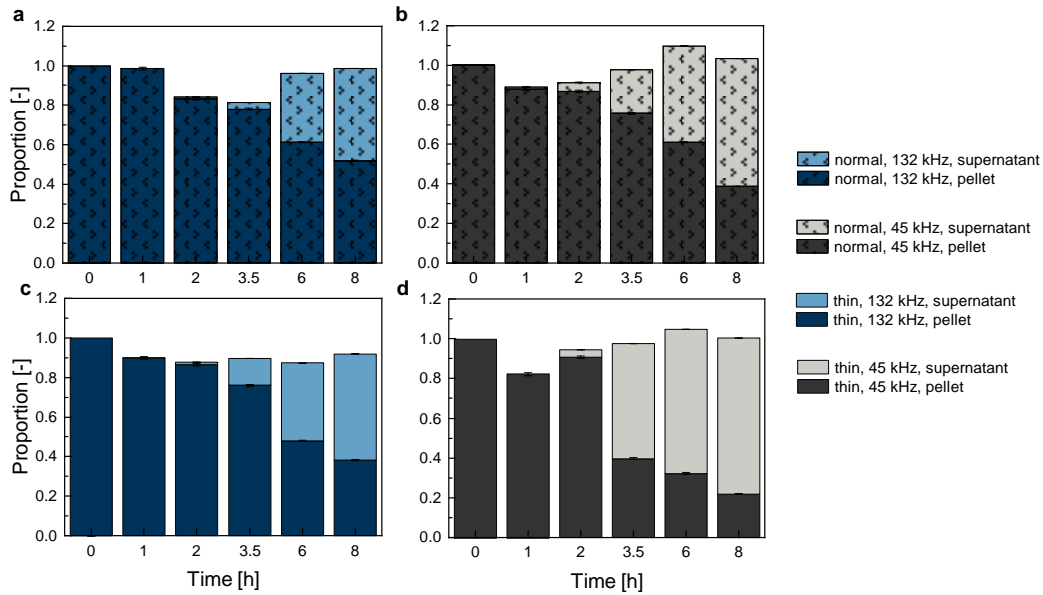 a
1.2
1.0
0.8
0.6
0.4
0.2
0.0
Proportion [-]
0 1 2 3.5 6 8
b
1.2
1.0
0.8
0.6
0.4
0.2
0.0
0 1 2 3.5 6 8
c
1.2
1.0
0.8
0.6
0.4
0.2
0.0
Proportion [-]
0 1 2 3.5 6 8
Time [h]
d
1.2
1.0
0.8
0.6
0.4
0.2
0.0
0 1 2 3.5 6 8
Time [h]
normal, 132 kHz, supernatant
normal, 132 kHz, pellet
normal, 45 kHz, supernatant
normal, 45 kHz, pellet
thin, 132 kHz, supernatant
thin, 132 kHz, pellet
thin, 45 kHz, supernatant
thin, 45 kHz, pellet